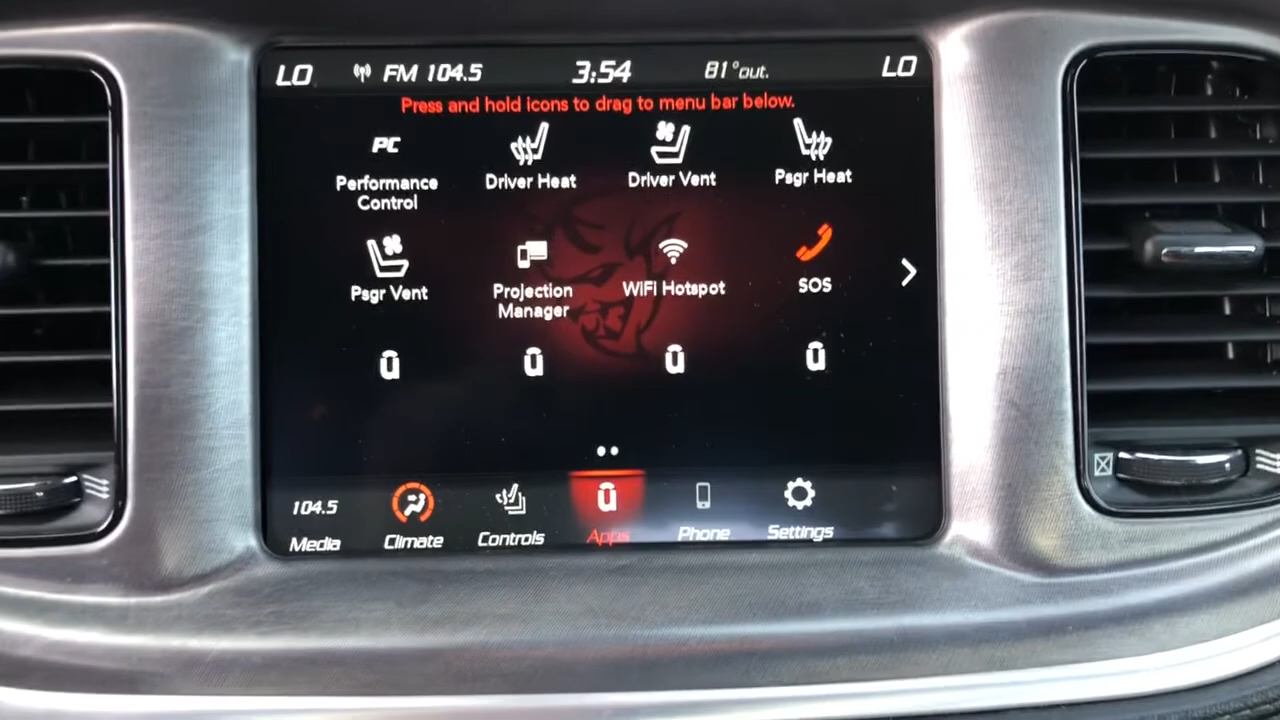 LO FM 104.5 3:54 81°out. LO
Press and hold icons to drag to menu bar below.
PC
Performance
Control
Driver Heat
Driver Vent
Psgr Heat
Psgr Vent
Projection
Manager
WiFi Hotspot
SOS
104.5
Media
Climate
Controls
Apps
Phone
Settings